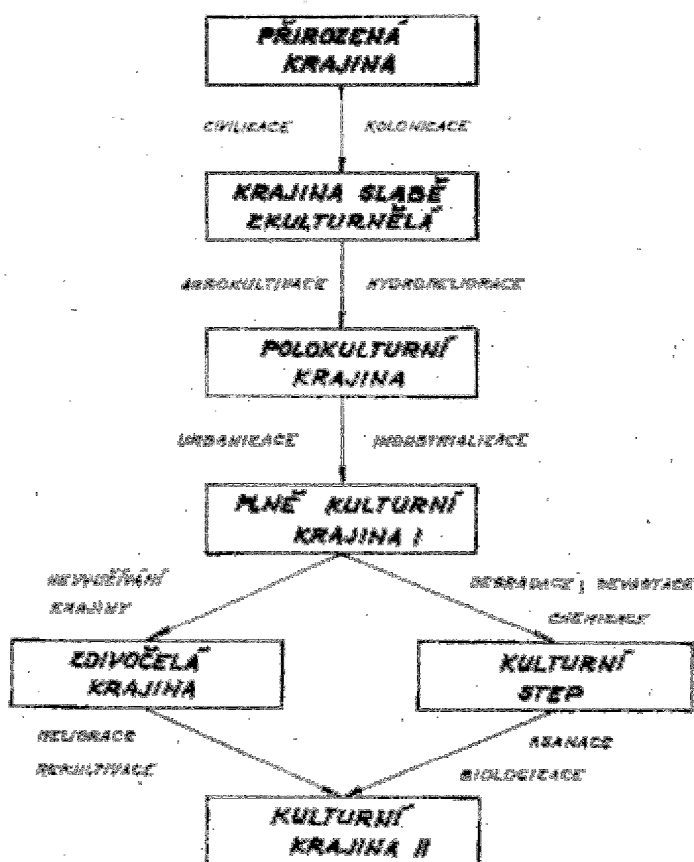 PŘIROZENÁ
KRAJINA
CIVILIZACE KOLONIZACE
KRAJINA SLABĚ
ZKULTURNĚLÁ
AGROKULTIVACE HYDROMELIORACE
POLOKULTURNÍ
KRAJINA
URBANIZACE INDUSTRIALIZACE
PLNĚ KULTURNÍ
KRAJINA I
NEVYUŽÍVÁNÍ
KRAJINY
DEGRADACE, DEVASTACE
CHEMIZACE
ZDIVOČELÁ
KRAJINA
KULTURNÍ
STEP
MELIORACE
REKULTIVACE
ASANACE
BIOLOGIZACE
KULTURNÍ
KRAJINA II